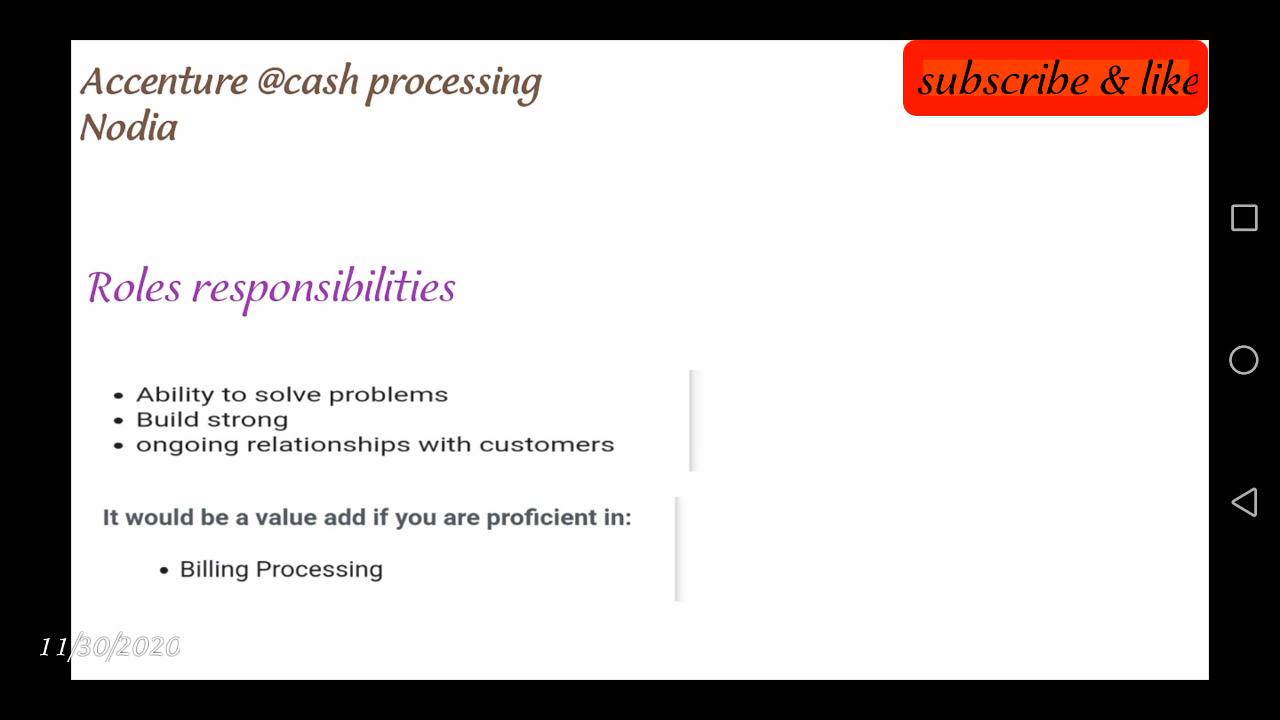 Accenture @cash processing
Nodia
subscribe & like
Roles responsibilities
• Ability to solve problems
• Build strong
• ongoing relationships with customers
It would be a value add if you are proficient in:
• Billing Processing
11/30/2020